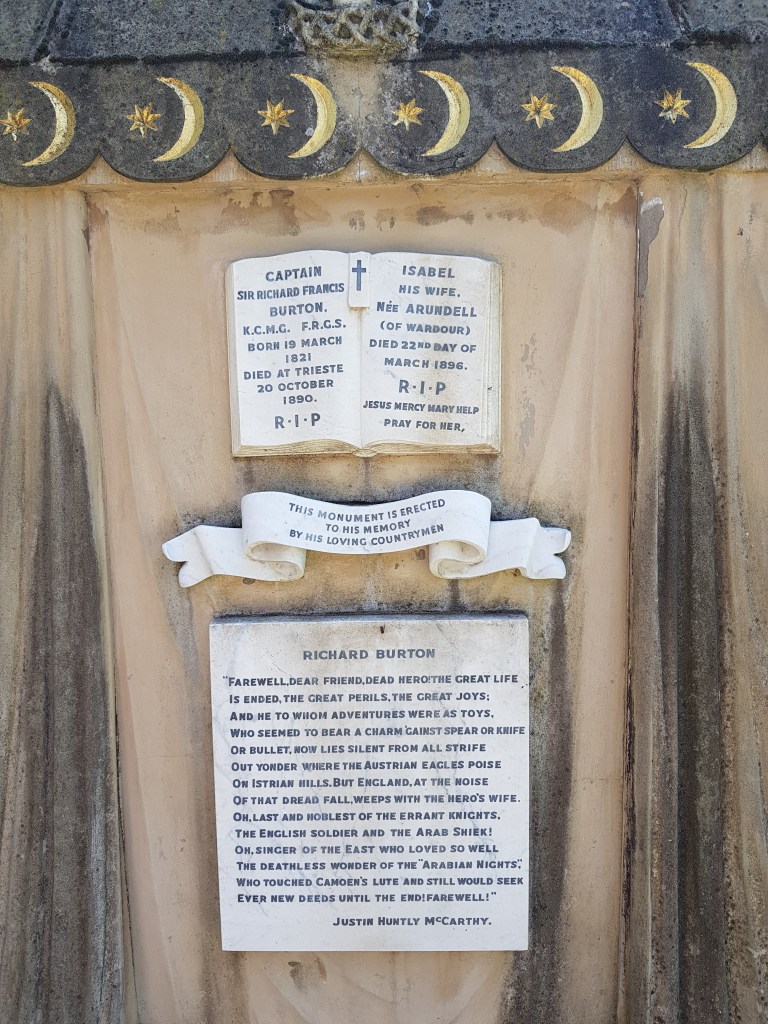 CAPTAIN
SIR RICHARD FRANCIS
BURTON.
K.C.M.G. F.R.G.S.
BORN 19 MARCH
1821
DIED AT TRIESTE
20 OCTOBER
1890.
R·I·P
ISABEL
HIS WIFE,
NÉE ARUNDELL
(OF WARDOUR)
DIED 22ND DAY OF
MARCH 1896.
R·I·P
JESUS MERCY MARY HELP
PRAY FOR HER,
THIS MONUMENT IS ERECTED
TO HIS MEMORY
BY HIS LOVING COUNTRYMEN
RICHARD BURTON
"FAREWELL, DEAR FRIEND, DEAD HERO! THE GREAT LIFE
IS ENDED, THE GREAT PERILS, THE GREAT JOYS;
AND HE TO WHOM ADVENTURES WERE AS TOYS,
WHO SEEMED TO BEAR A CHARM 'GAINST SPEAR OR KNIFE
OR BULLET, NOW LIES SILENT FROM ALL STRIFE
OUT YONDER WHERE THE AUSTRIAN EAGLES POISE
ON ISTRIAN HILLS. BUT ENGLAND, AT THE NOISE
OF THAT DREAD FALL, WEEPS WITH THE HERO'S WIFE.
OH, LAST AND NOBLEST OF THE ERRANT KNIGHTS,
THE ENGLISH SOLDIER AND THE ARAB SHIEK!
OH, SINGER OF THE EAST WHO LOVED SO WELL
THE DEATHLESS WONDER OF THE "ARABIAN NIGHTS",
WHO TOUCHED CAMOEN'S LUTE AND STILL WOULD SEEK
EVER NEW DEEDS UNTIL THE END! FAREWELL!"
JUSTIN HUNTLY McCARTHY.